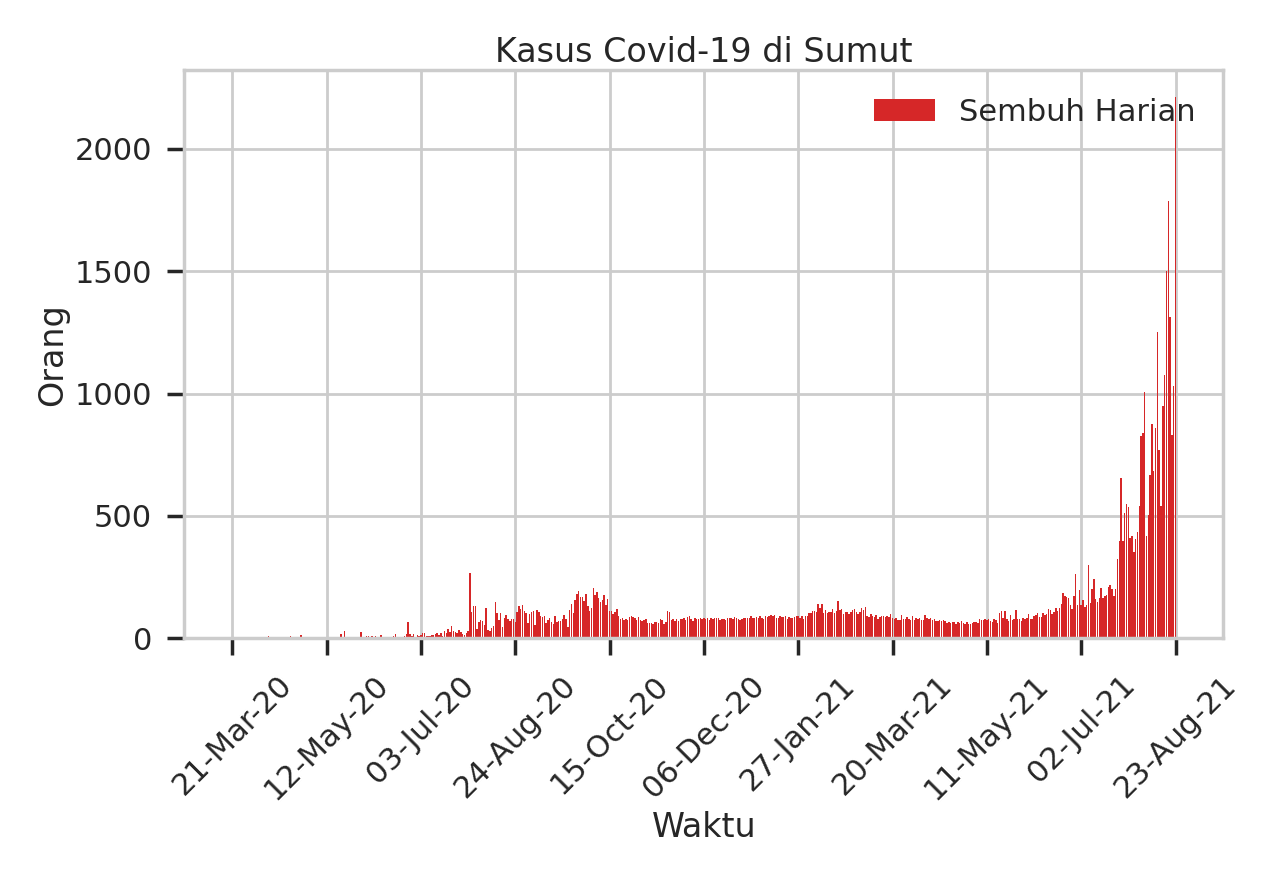 Kasus Covid-19 di Sumut
Sembuh Harian
Orang
2000
1500
1000
500
0
21-Mar-20
12-May-20
03-Jul-20
24-Aug-20
15-Oct-20
06-Dec-20
27-Jan-21
20-Mar-21
11-May-21
02-Jul-21
23-Aug-21
Waktu